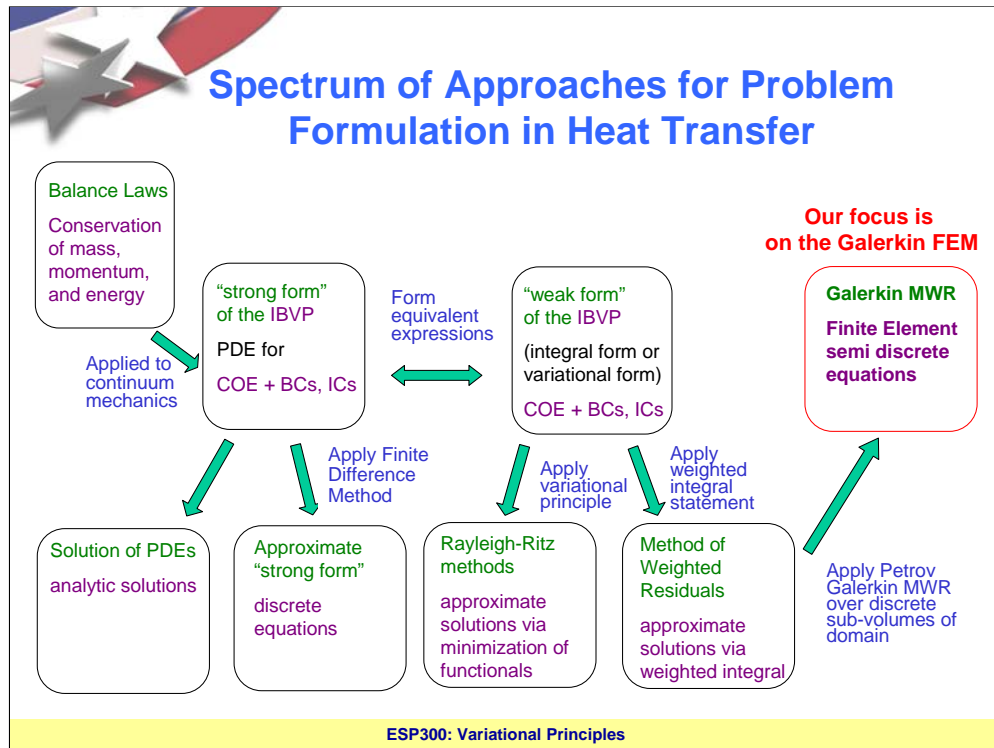 Spectrum of Approaches for Problem
Formulation in Heat Transfer
Balance Laws
Conservation
of mass,
momentum,
and energy
Applied to
continuum
mechanics
“strong form”
of the IBVP
PDE for
COE + BCs, ICs
Form
equivalent
expressions
“weak form”
of the IBVP
(integral form or
variational form)
COE + BCs, ICs
Our focus is
on the Galerkin FEM
Galerkin MWR
Finite Element
semi discrete
equations
Apply Finite
Difference
Method
Apply
variational
principle
Apply
weighted
integral
statement
Solution of PDEs
analytic solutions
Approximate
“strong form”
discrete
equations
Rayleigh-Ritz
methods
approximate
solutions via
minimization of
functionals
Method of
Weighted
Residuals
approximate
solutions via
weighted integral
Apply Petrov
Galerkin MWR
over discrete
sub-volumes of
domain
ESP300: Variational Principles